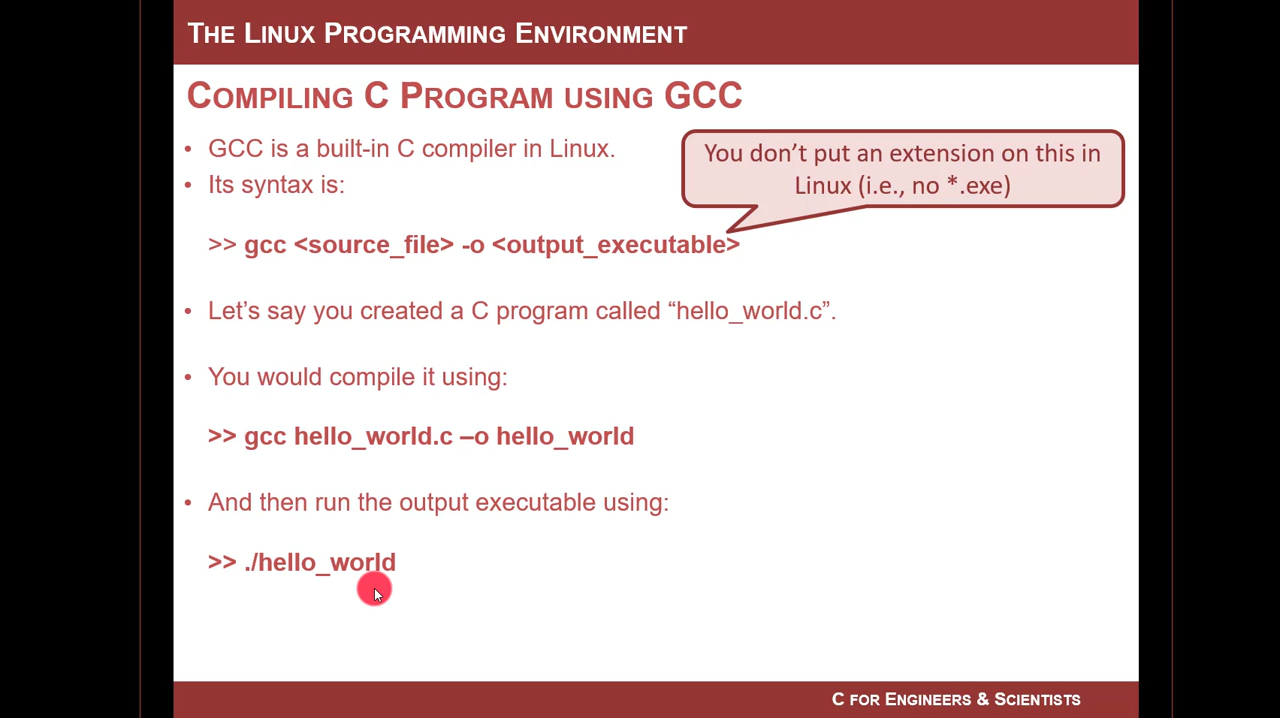 THE LINUX PROGRAMMING ENVIRONMENT
COMPILING C PROGRAM USING GCC
• GCC is a built-in C compiler in Linux.
You don’t put an extension on this in
Linux (i.e., no *.exe)
• Its syntax is:
>> gcc <source_file> -o <output_executable>
• Let’s say you created a C program called “hello_world.c”.
• You would compile it using:
>> gcc hello_world.c –o hello_world
• And then run the output executable using:
>> ./hello_world
C FOR ENGINEERS & SCIENTISTS